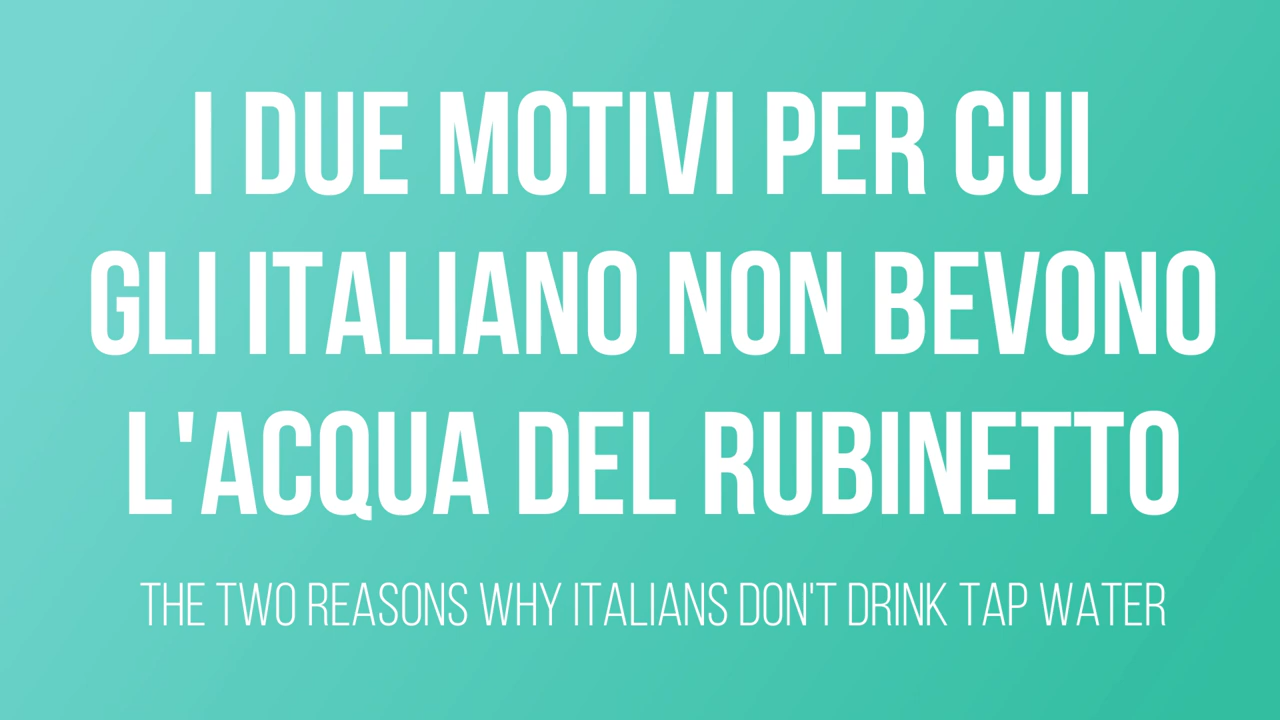 I DUE MOTIVI PER CUI
GLI ITALIANO NON BEVONO
L'ACQUA DEL RUBINETTO
THE TWO REASONS WHY ITALIANS DON'T DRINK TAP WATER